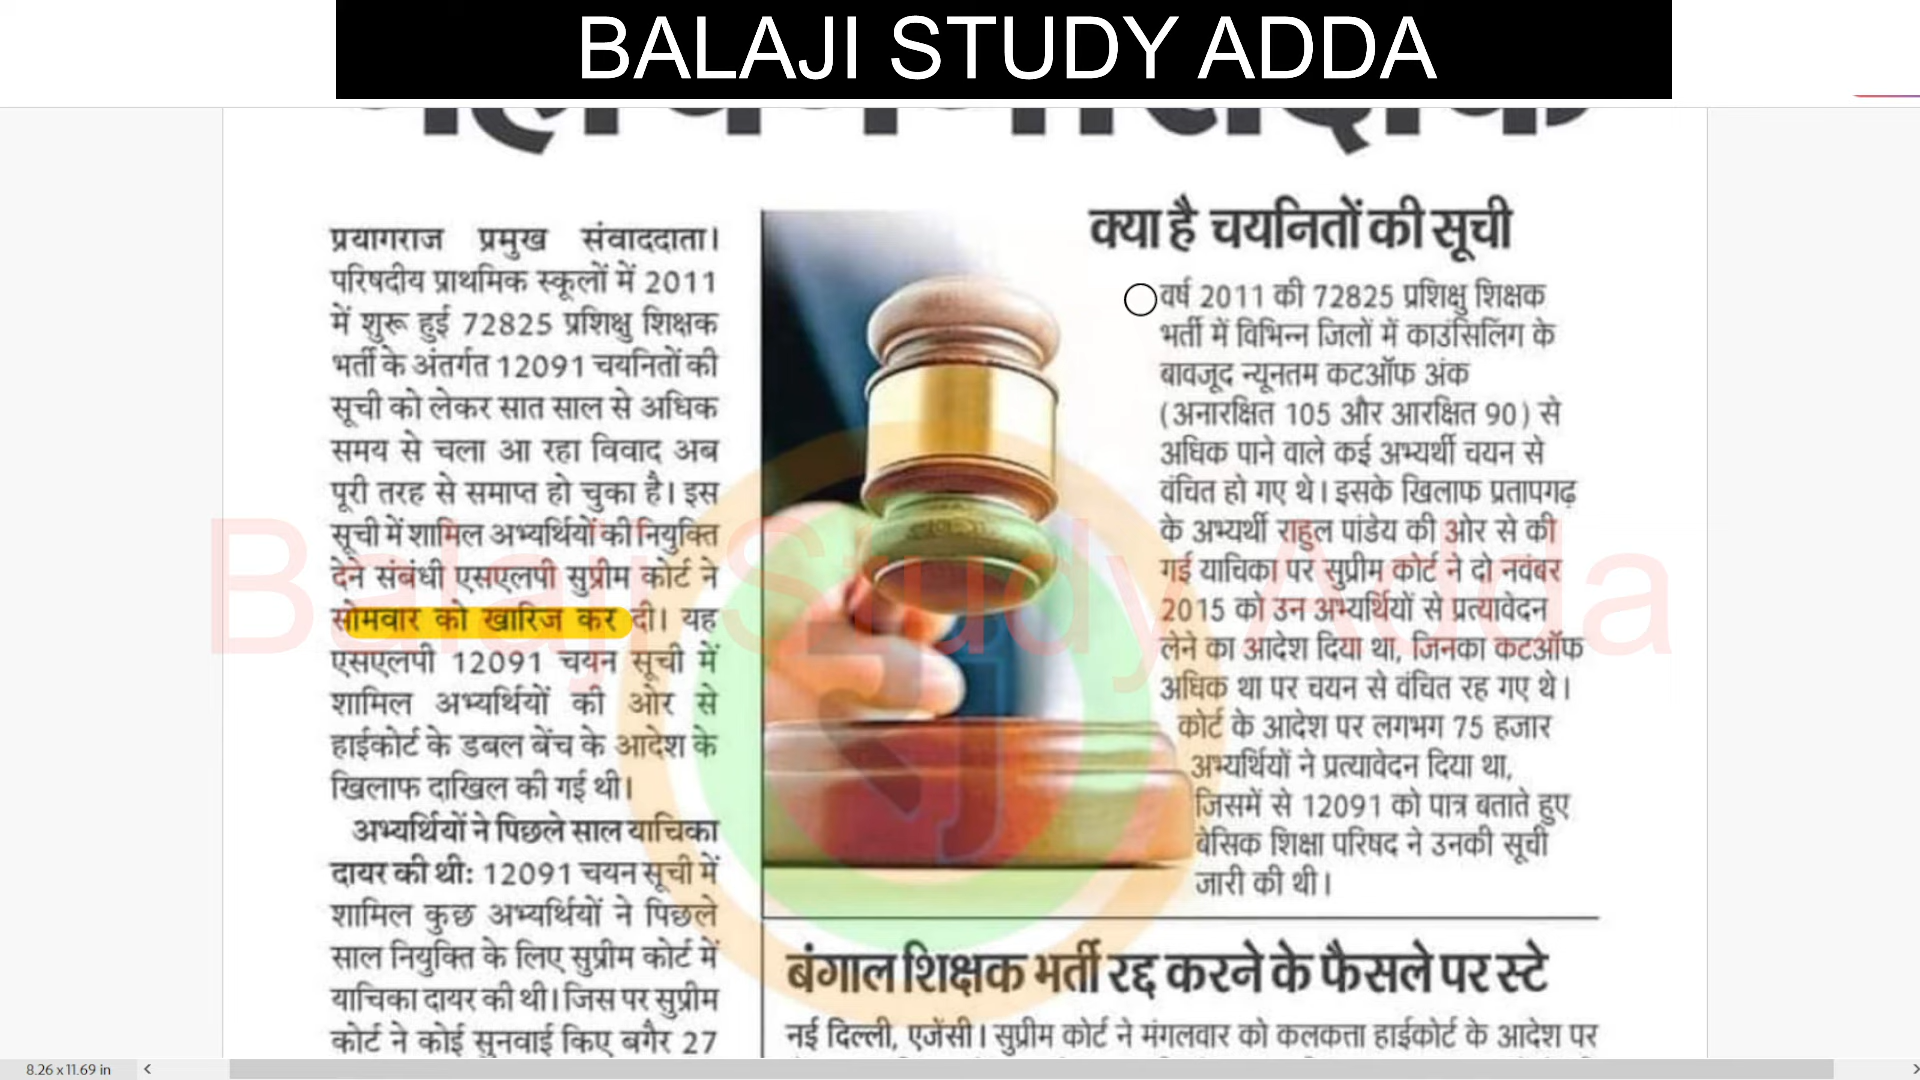 BALAJI STUDY ADDA
प्रयागराज प्रमुख संवाददाता।
परिषदीय प्राथमिक स्कूलों में 2011
में शुरू हुई 72825 प्रशिक्षु शिक्षक
भर्ती के अंतर्गत 12091 चयनितों की
सूची को लेकर सात साल से अधिक
समय से चला आ रहा विवाद अब
पूरी तरह से समाप्त हो चुका है। इस
सूची में शामिल अभ्यर्थियों की नियुक्ति
देने संबंधी एसएलपी सुप्रीम कोर्ट ने
सोमवार को खारिज कर दी। यह
एसएलपी 12091 चयन सूची में
शामिल अभ्यर्थियों की ओर से
हाईकोर्ट के डबल बेंच के आदेश के
खिलाफ दाखिल की गई थी।
अभ्यर्थियों ने पिछले साल याचिका
दायर की थी: 12091 चयन सूची में
शामिल कुछ अभ्यर्थियों ने पिछले
साल नियुक्ति के लिए सुप्रीम कोर्ट में
याचिका दायर की थी। जिस पर सुप्रीम
कोर्ट ने कोई सुनवाई किए बगैर 27
क्या है चयनितों की सूची
वर्ष 2011 की 72825 प्रशिक्षु शिक्षक
भर्ती में विभिन्न जिलों में काउंसिलिंग के
बावजूद न्यूनतम कटऑफ अंक
(अनारक्षित 105 और आरक्षित 90) से
अधिक पाने वाले कई अभ्यर्थी चयन से
वंचित हो गए थे। इसके खिलाफ प्रतापगढ़
के अभ्यर्थी राहुल पांडेय की ओर से की
गई याचिका पर सुप्रीम कोर्ट ने दो नवंबर
2015 को उन अभ्यर्थियों से प्रत्यावेदन
लेने का आदेश दिया था, जिनका कटऑफ
अधिक था पर चयन से वंचित रह गए थे।
कोर्ट के आदेश पर लगभग 75 हजार
अभ्यर्थियों ने प्रत्यावेदन दिया था,
जिसमें से 12091 को पात्र बताते हुए
बेसिक शिक्षा परिषद ने उनकी सूची
जारी की थी।
बंगाल शिक्षक भर्ती रद्द करने के फैसले पर स्टे
नई दिल्ली, एजेंसी। सुप्रीम कोर्ट ने मंगलवार को कलकता हाईकोर्ट के आदेश पर
Balaji Study Adda
8.26 x 11.69 in